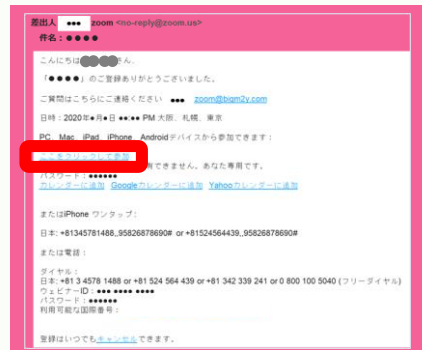 差出人 ●●● zoom <no-reply@zoom.us>
件名:●●●●
こんにちは さん,
「●●●●」のご登録ありがとうございました。
ご質問はこちらにご連絡ください ●●● zoom@bigm2y.com
日時:2020年●月●日 ●●:●● PM 大阪、札幌、東京
PC、Mac、iPad、iPhone、Androidデバイスから参加できます:
ここをクリックして参加
有できません。あなた専用です。
パスワード:●●●●●●
カレンダーに追加 Googleカレンダーに追加 Yahooカレンダーに追加
またはiPhone ワンタップ:
日本: +81345781488,,95826878690# or +81524564439,,95826878690#
または電話:
ダイヤル:
日本: +81 3 4578 1488 or +81 524 564 439 or +81 342 339 241 or 0 800 100 5040 (フリーダイヤル)
ウェビナーID:●●● ●●●● ●●●●
パスワード:●●●●●●
利用可能な国際番号:
登録はいつでもキャンセルできます。